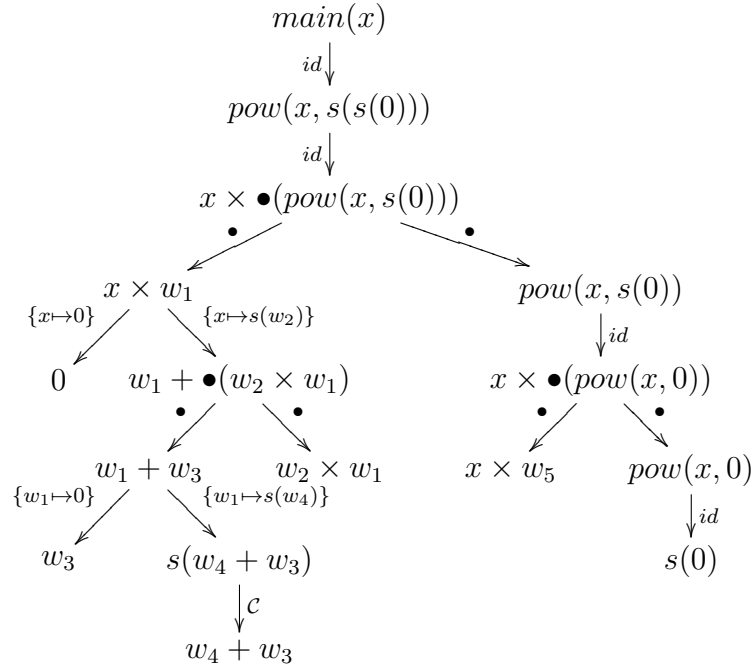 main(x)
id
pow(x, s(s(0)))
id
x × •(pow(x, s(0)))
• •
x × w₁ pow(x, s(0))
{x↦0} {x↦s(w₂)} id
0 w₁ + •(w₂ × w₁) x × •(pow(x, 0))
• • • •
w₁ + w₃ w₂ × w₁ x × w₅ pow(x, 0)
{w₁↦0} {w₁↦s(w₄)} id
w₃ s(w₄ + w₃) s(0)
𝒞
w₄ + w₃